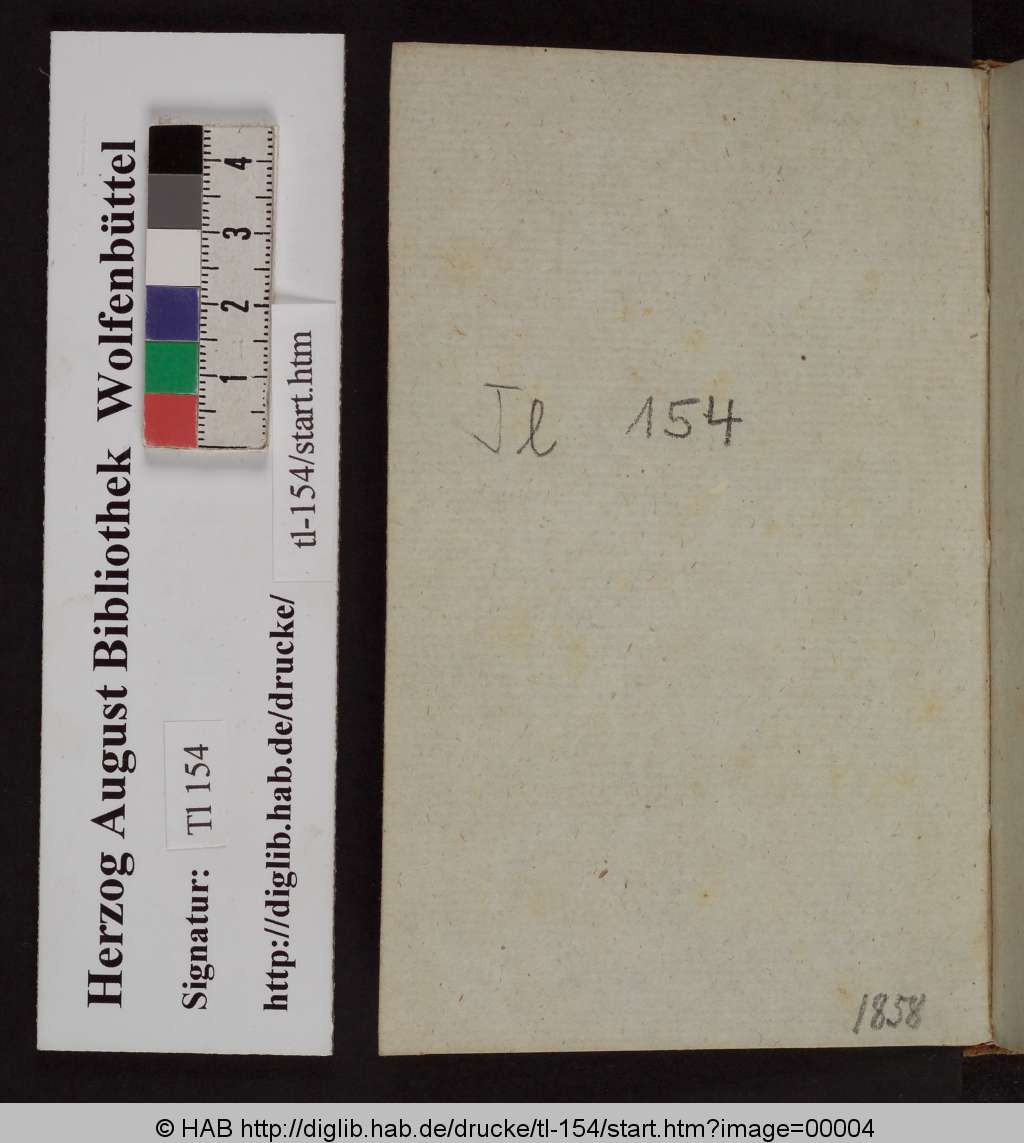 Herzog August Bibliothek Wolfenbüttel
Signatur: Tl 154
http://diglib.hab.de/drucke/ tl-154/start.htm
1 2 3 4
Tl 154
1858
© HAB http://diglib.hab.de/drucke/tl-154/start.htm?image=00004